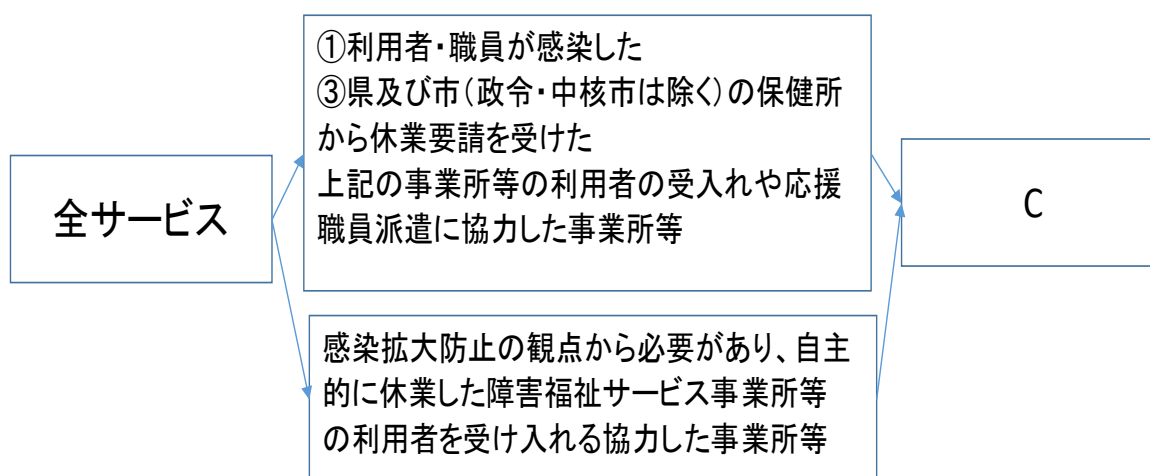 全サービス
①利用者・職員が感染した
③県及び市(政令・中核市は除く)の保健所
から休業要請を受けた
上記の事業所等の利用者の受入れや応援
職員派遣に協力した事業所等
感染拡大防止の観点から必要があり、自主
的に休業した障害福祉サービス事業所等
の利用者を受け入れる協力した事業所等
C